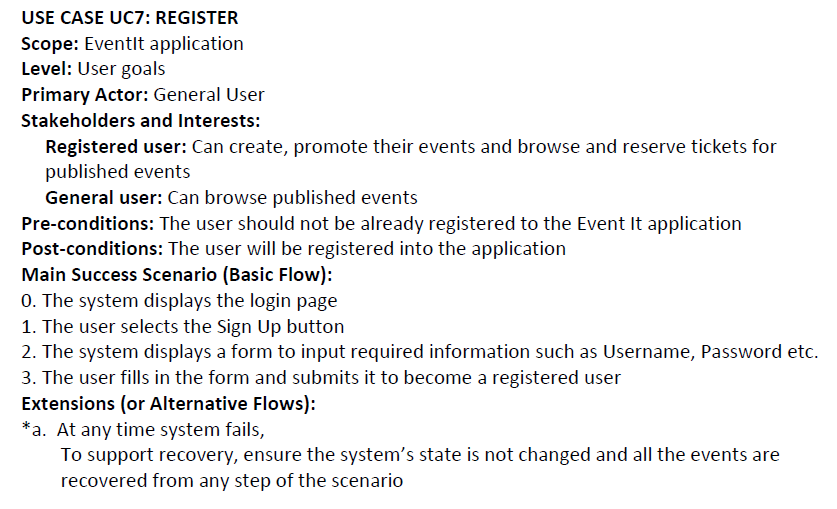 USE CASE UC7: REGISTER
Scope: EventIt application
Level: User goals
Primary Actor: General User
Stakeholders and Interests:
Registered user: Can create, promote their events and browse and reserve tickets for
published events
General user: Can browse published events
Pre-conditions: The user should not be already registered to the Event It application
Post-conditions: The user will be registered into the application
Main Success Scenario (Basic Flow):
0. The system displays the login page
1. The user selects the Sign Up button
2. The system displays a form to input required information such as Username, Password etc.
3. The user fills in the form and submits it to become a registered user
Extensions (or Alternative Flows):
*a. At any time system fails,
To support recovery, ensure the system’s state is not changed and all the events are
recovered from any step of the scenario